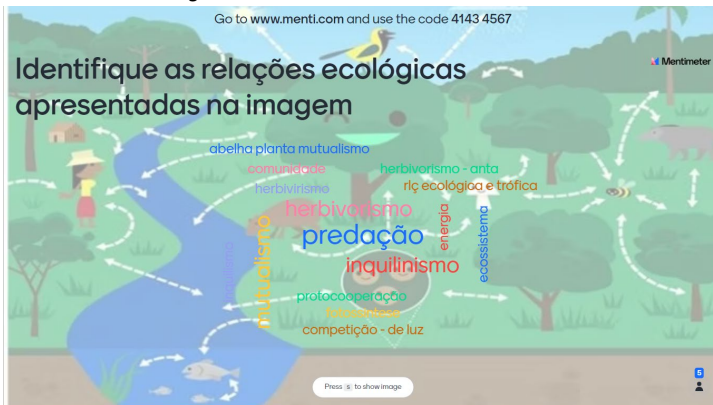 Go to www.menti.com and use the code 4143 4567
Mentimeter
Identifique as relações ecológicas
apresentadas na imagem
abelha planta mutualismo
comunidade
herbivorismo - anta
herbivirismo
rlç ecológica e trófica
herbivorismo
energia
ecossistema
mutualismo
predação
inquilinismo
protocooperação
competição - de luz
Press s to show image
5